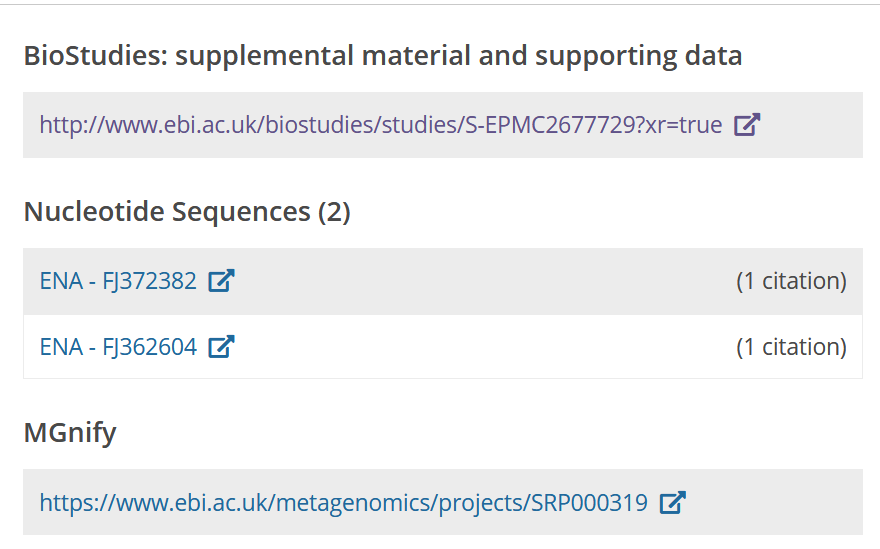 BioStudies: supplemental material and supporting data
http://www.ebi.ac.uk/biostudies/studies/S-EPMC2677729?xr=true
Nucleotide Sequences (2)
ENA - FJ372382 (1 citation)
ENA - FJ362604 (1 citation)
MGnify
https://www.ebi.ac.uk/metagenomics/projects/SRP000319